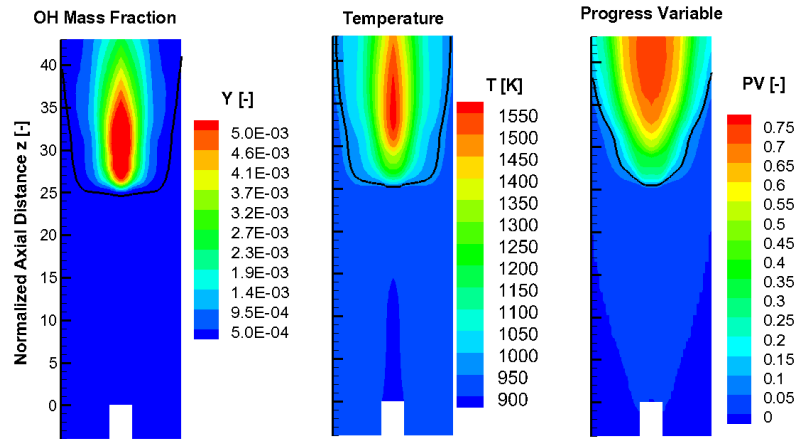 OH Mass Fraction
Temperature
Progress Variable
Normalized Axial Distance z [-]
40
35
30
25
20
15
10
5
0
Y [-]
5.0E-03
4.6E-03
4.1E-03
3.7E-03
3.2E-03
2.7E-03
2.3E-03
1.9E-03
1.4E-03
9.5E-04
5.0E-04
T [K]
1550
1500
1450
1400
1300
1200
1100
1050
1000
950
900
PV [-]
0.75
0.7
0.65
0.6
0.55
0.5
0.45
0.4
0.35
0.3
0.25
0.2
0.15
0.1
0.05
0